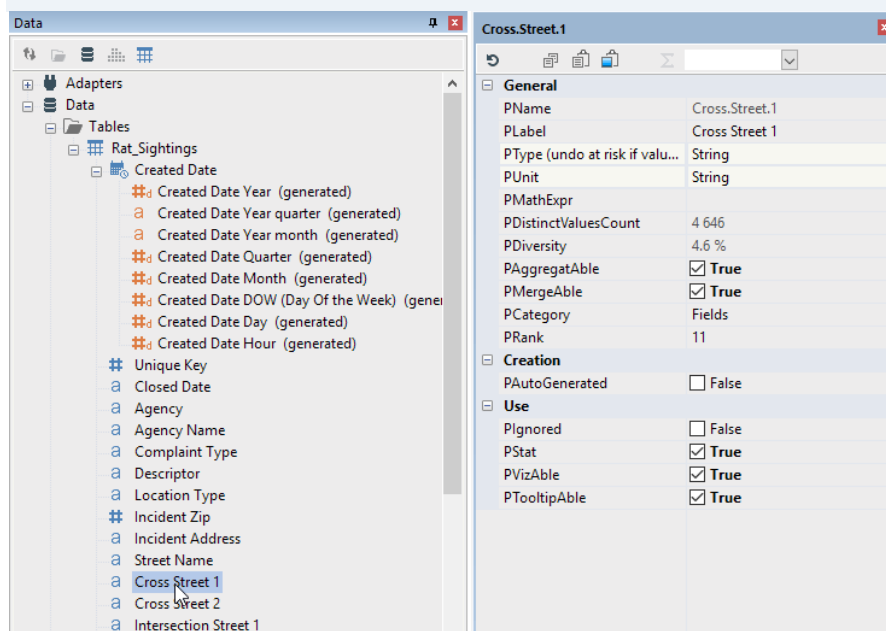 Data
Adapters
Data
Tables
Rat_Sightings
Created Date
Created Date Year (generated)
Created Date Year quarter (generated)
Created Date Year month (generated)
Created Date Quarter (generated)
Created Date Month (generated)
Created Date DOW (Day Of the Week) (gener
Created Date Day (generated)
Created Date Hour (generated)
Unique Key
Closed Date
Agency
Agency Name
Complaint Type
Descriptor
Location Type
Incident Zip
Incident Address
Street Name
Cross Street 1
Cross Street 2
Intersection Street 1
Cross.Street.1
General
PName Cross.Street.1
PLabel Cross Street 1
PType (undo at risk if valu... String
PUnit String
PMathExpr
PDistinctValuesCount 4 646
PDiversity 4.6 %
PAggregatAble True
PMergeAble True
PCategory Fields
PRank 11
Creation
PAutoGenerated False
Use
PIgnored False
PStat True
PVizAble True
PTooltipAble True